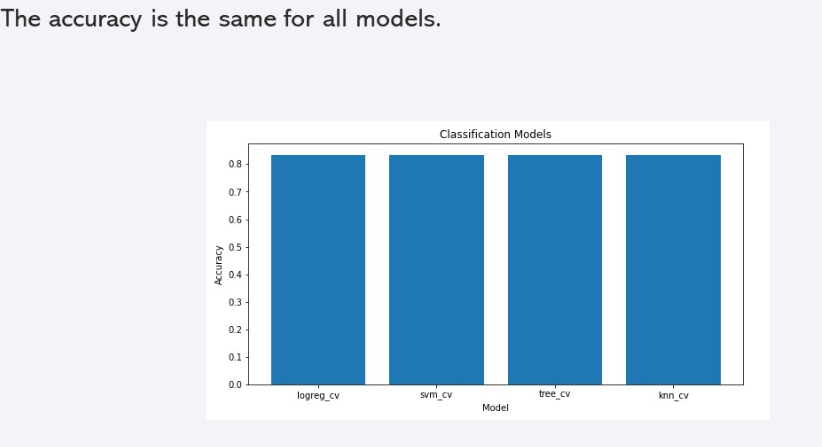 The accuracy is the same for all models.
Classification Models
Accuracy
0.8
0.7
0.6
0.5
0.4
0.3
0.2
0.1
0.0
logreg_cv svm_cv tree_cv knn_cv
Model